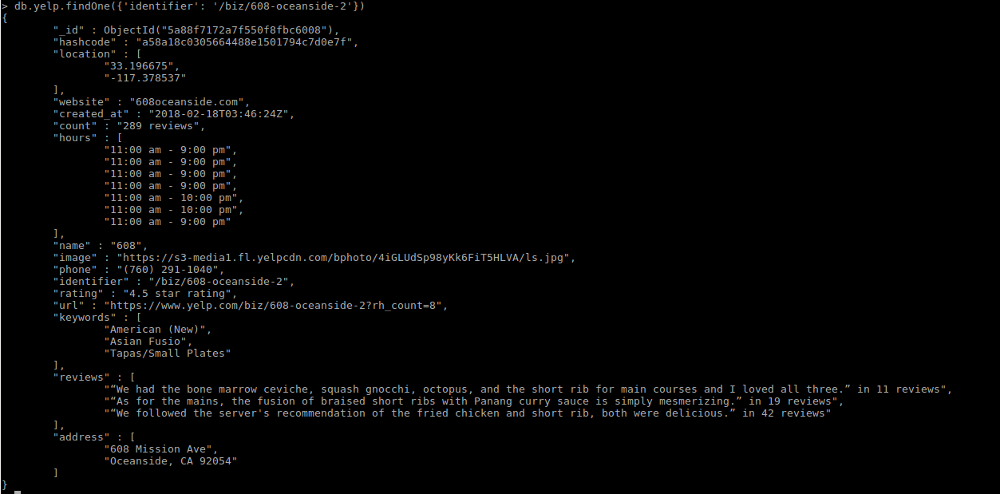 > db.yelp.findOne({'identifier': '/biz/608-oceanside-2'})
{
"_id" : ObjectId("5a88f7172a7f550f8fbc6008"),
"hashcode" : "a58a18c0305664488e1501794c7d0e7f",
"location" : [
"33.196675",
"-117.378537"
],
"website" : "608oceanside.com",
"created_at" : "2018-02-18T03:46:24Z",
"count" : "289 reviews",
"hours" : [
"11:00 am - 9:00 pm",
"11:00 am - 9:00 pm",
"11:00 am - 9:00 pm",
"11:00 am - 9:00 pm",
"11:00 am - 10:00 pm",
"11:00 am - 10:00 pm",
"11:00 am - 9:00 pm"
],
"name" : "608",
"image" : "https://s3-media1.fl.yelpcdn.com/bphoto/4iGLUdSp98yKk6FiT5HLVA/ls.jpg",
"phone" : "(760) 291-1040",
"identifier" : "/biz/608-oceanside-2",
"rating" : "4.5 star rating",
"url" : "https://www.yelp.com/biz/608-oceanside-2?rh_count=8",
"keywords" : [
"American (New)",
"Asian Fusio",
"Tapas/Small Plates"
],
"reviews" : [
"“We had the bone marrow ceviche, squash gnocchi, octopus, and the short rib for main courses and I loved all three.” in 11 reviews",
"“As for the mains, the fusion of braised short ribs with Panang curry sauce is simply mesmerizing.” in 19 reviews",
"“We followed the server's recommendation of the fried chicken and short rib, both were delicious.” in 42 reviews"
],
"address" : [
"608 Mission Ave",
"Oceanside, CA 92054"
]
}